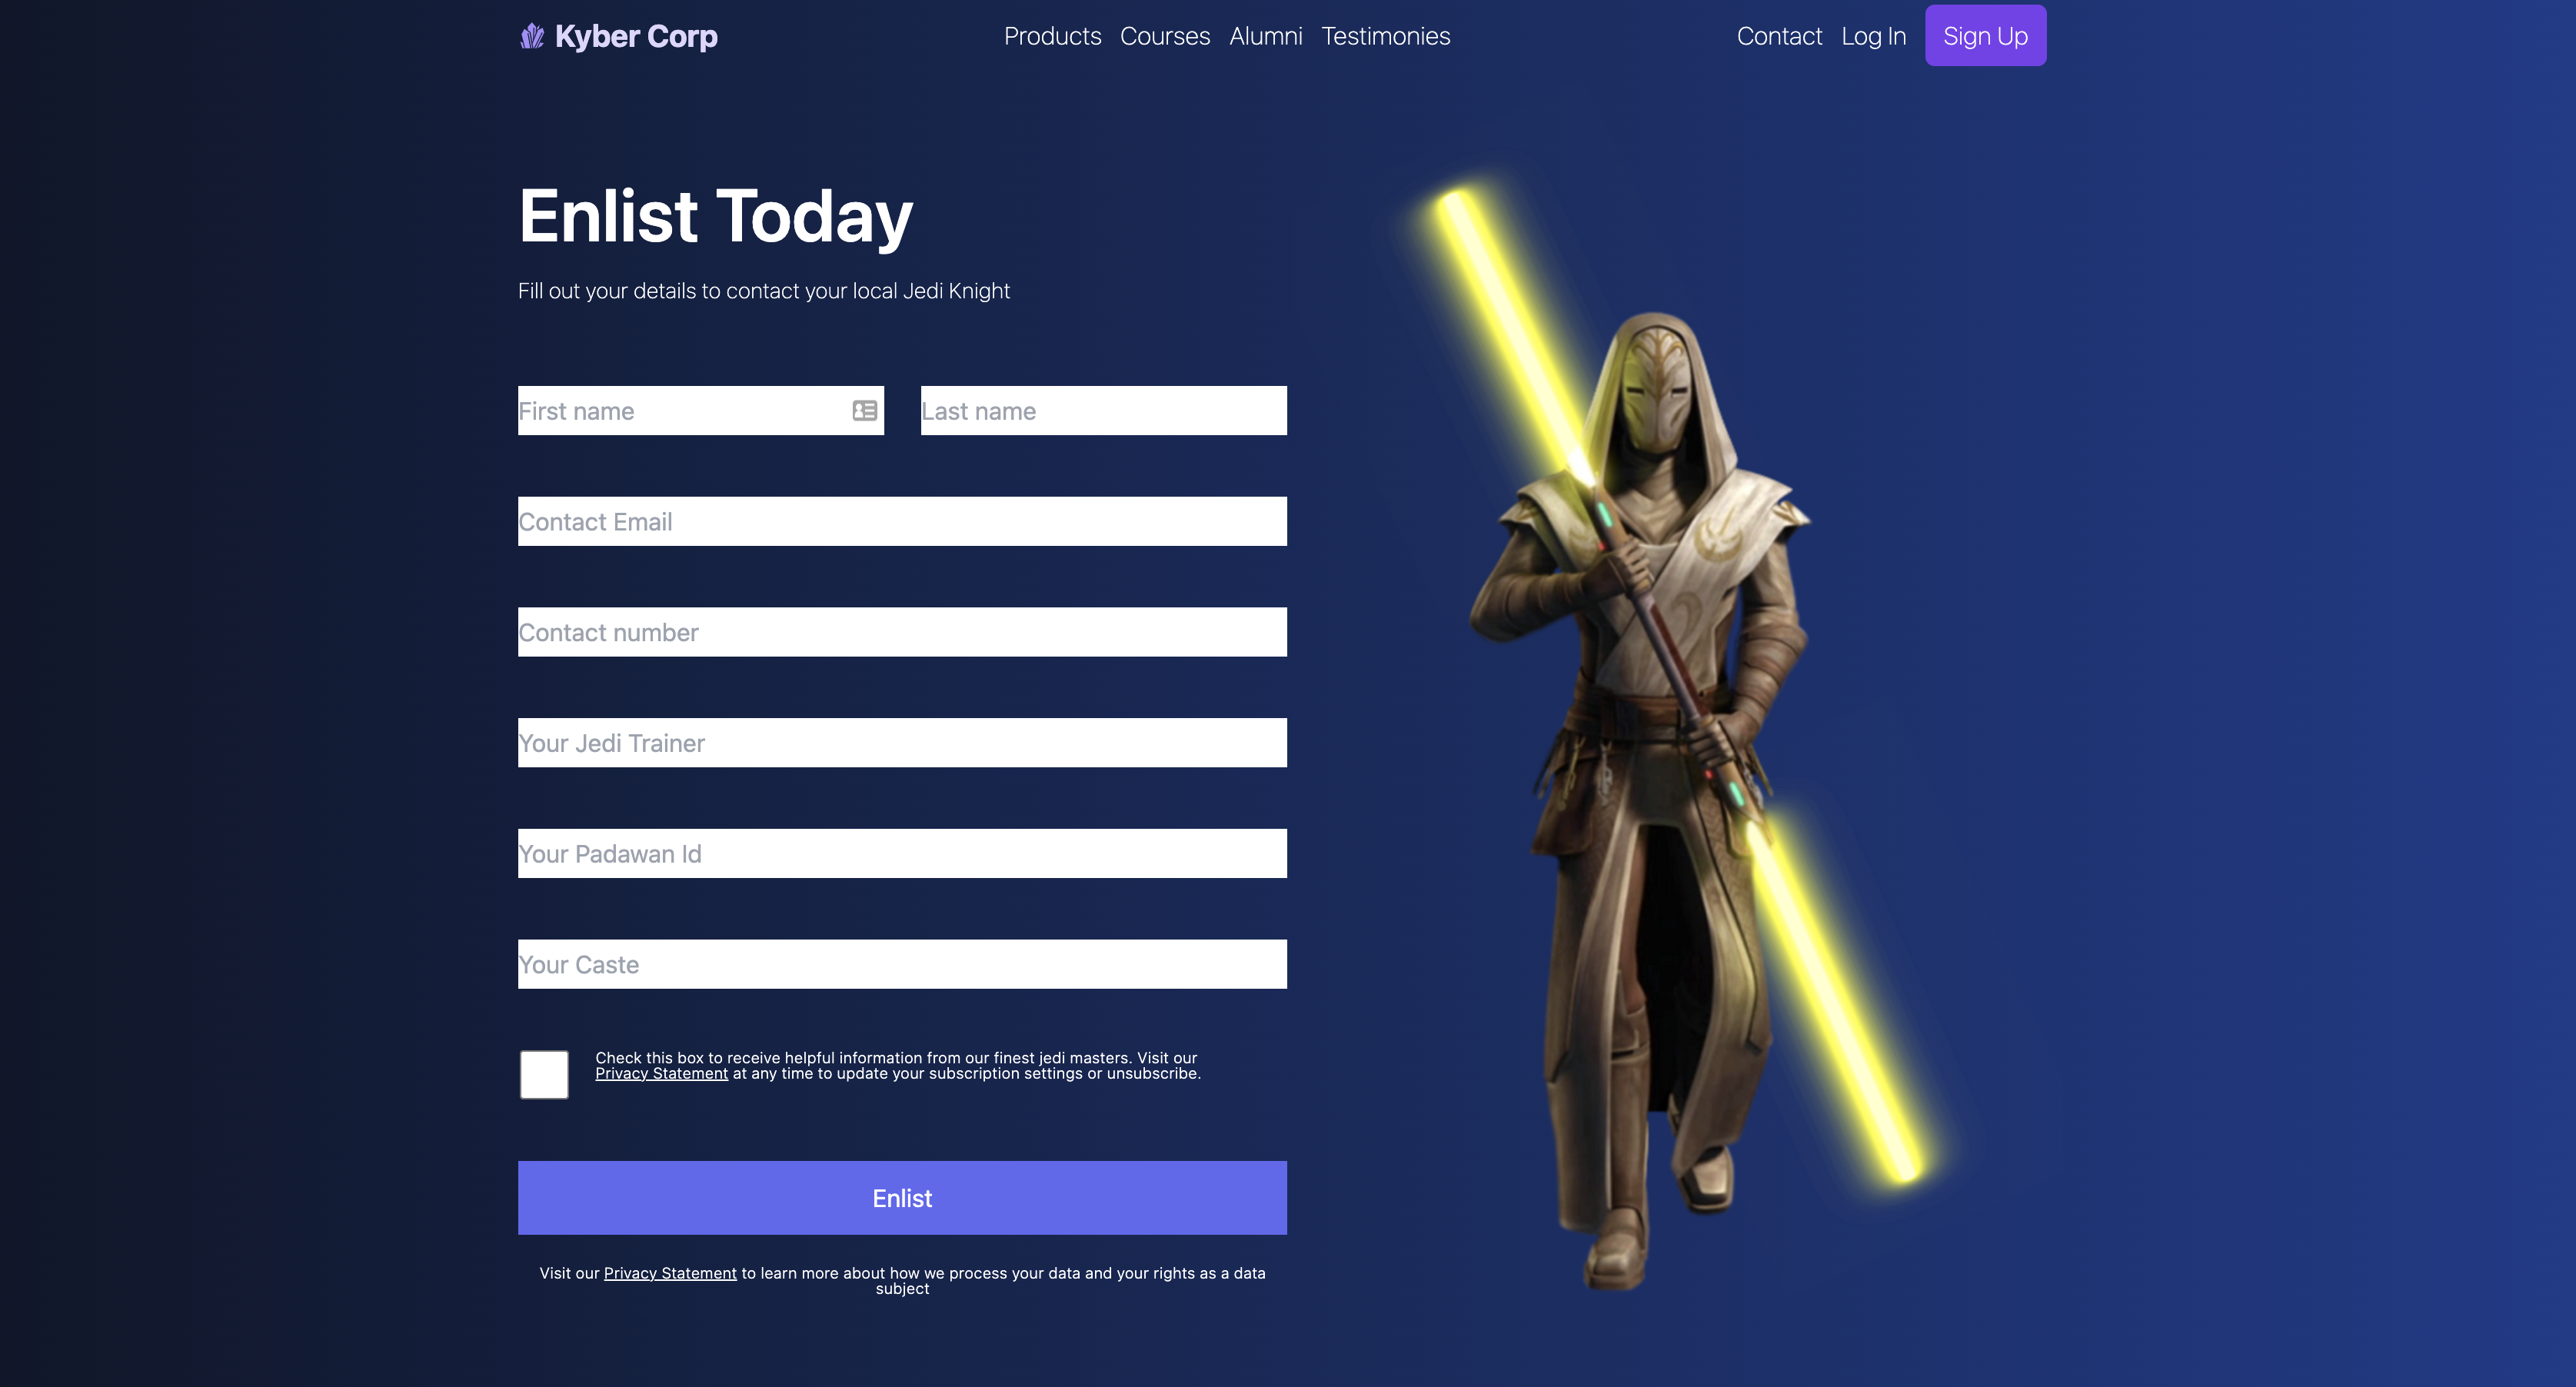 Kyber Corp
Products Courses Alumni Testimonies
Contact Log In Sign Up
Enlist Today
Fill out your details to contact your local Jedi Knight
First name
Last name
Contact Email
Contact number
Your Jedi Trainer
Your Padawan Id
Your Caste
Check this box to receive helpful information from our finest jedi masters. Visit our
Privacy Statement at any time to update your subscription settings or unsubscribe.
Enlist
Visit our Privacy Statement to learn more about how we process your data and your rights as a data
subject